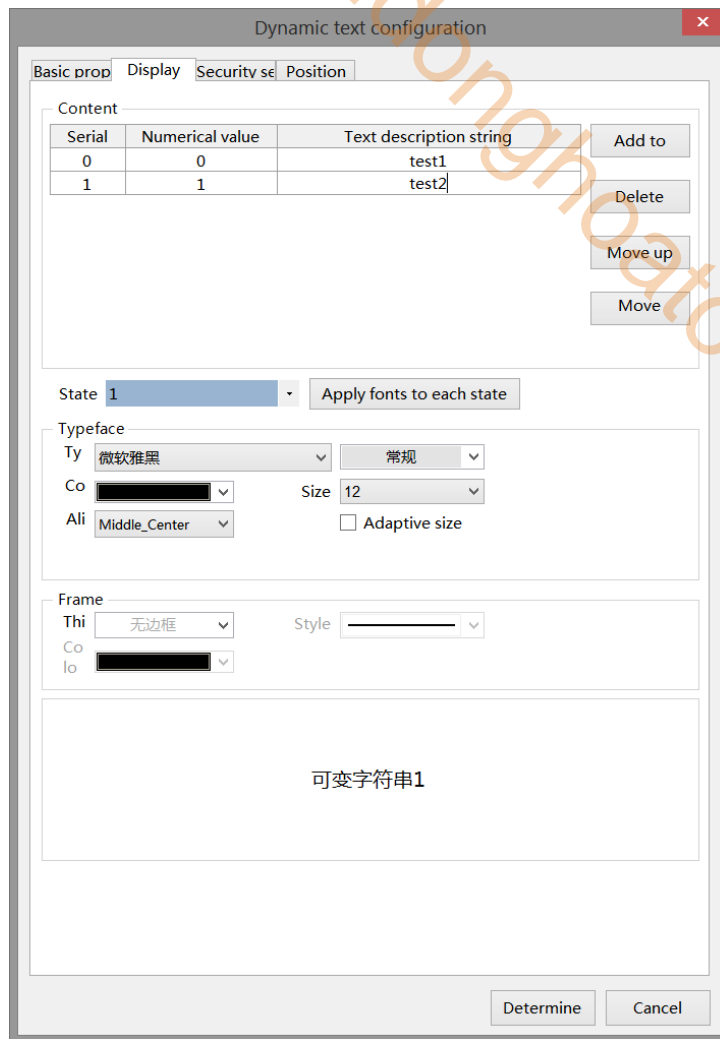 Dynamic text configuration
x
Basic prop Display Security se Position
Content
Serial Numerical value Text description string
0 0 test1
1 1 test2
Add to
Delete
Move up
Move
State 1 Apply fonts to each state
Typeface
Ty 微软雅黑 常规
Co Size 12
Ali Middle_Center Adaptive size
Frame
Thi 无边框 Style
Co
lo
可变字符串1
Determine Cancel